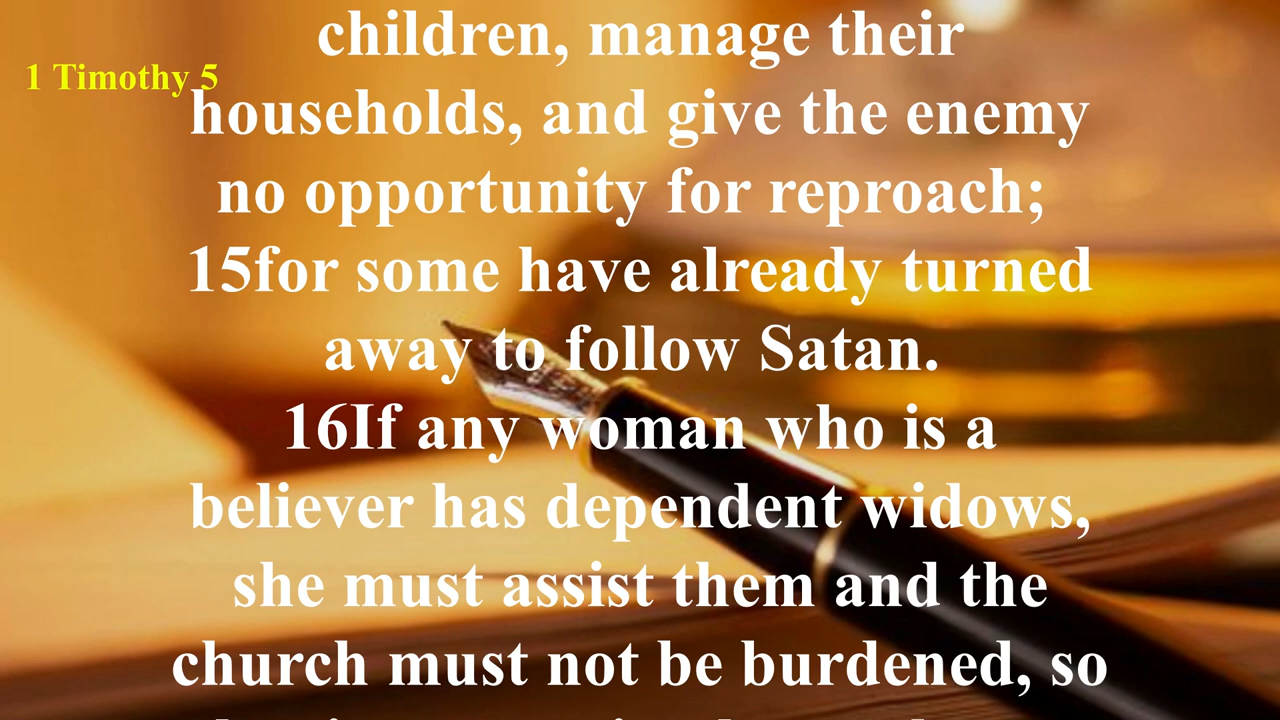 1 Timothy 5
children, manage their
households, and give the enemy
no opportunity for reproach;
15for some have already turned
away to follow Satan.
16If any woman who is a
believer has dependent widows,
she must assist them and the
church must not be burdened, so